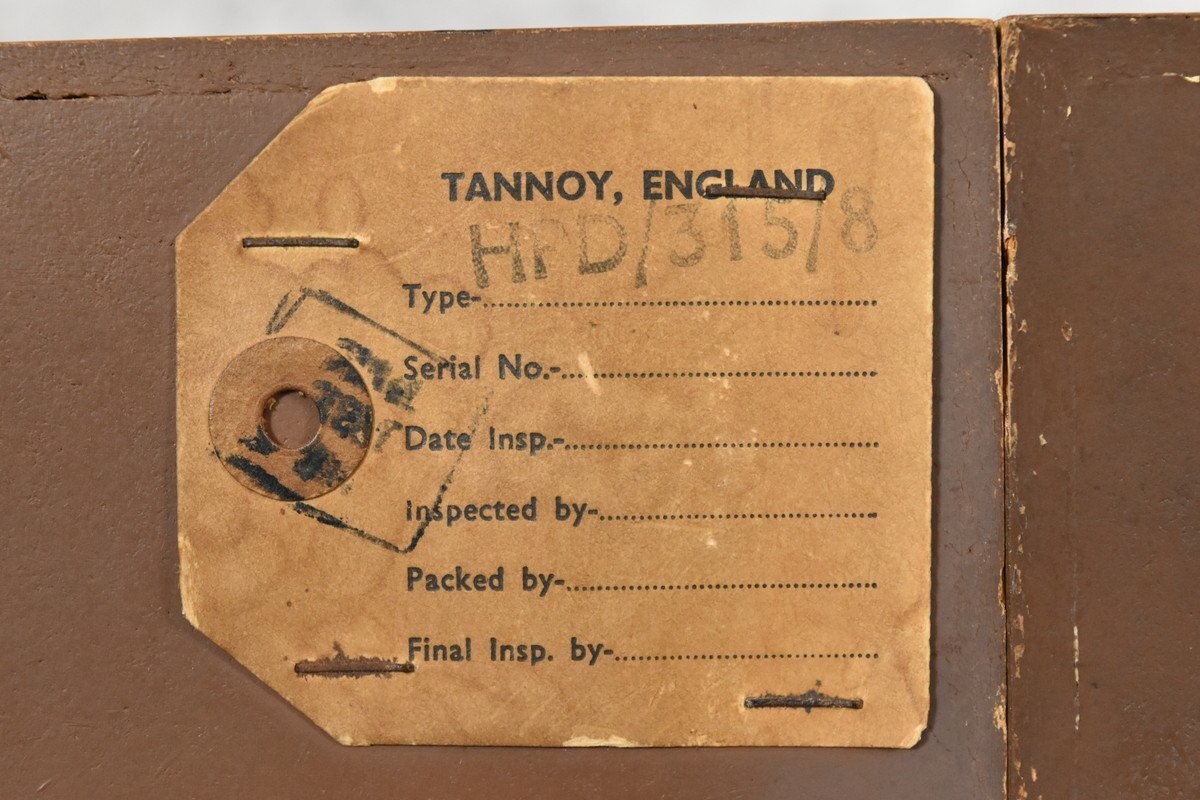 TANNOY, ENGLAND
HPD/315/8
Type-
Serial No.-
Date Insp.-
Inspected by-
Packed by-
Final Insp. by-